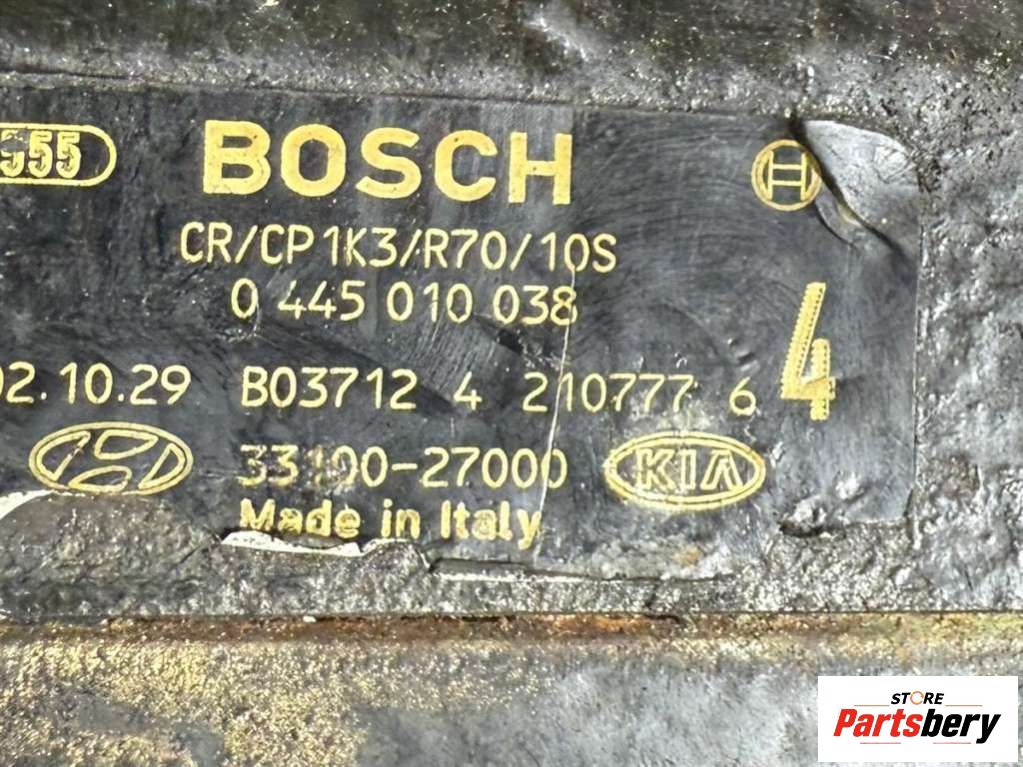 555 BOSCH
CR/CP1K3/R70/10S
0 445 010 038
4
02.10.29 B03712 4 210777 6
33100-27000 KIA
Made in Italy
STORE
Partsbery